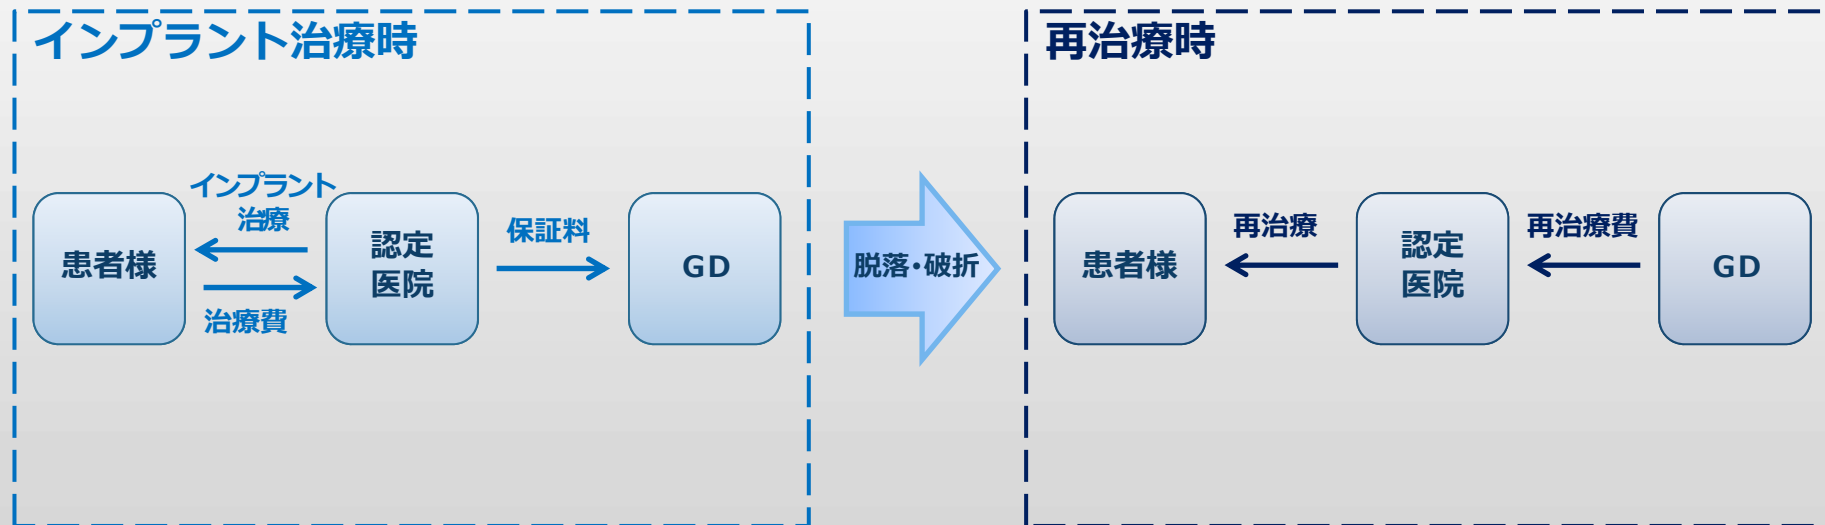 インプラント治療時
インプラント
治療
患者様
治療費
認定
医院
保証料
GD
脱落・破折
再治療時
患者様
再治療
認定
医院
再治療費
GD